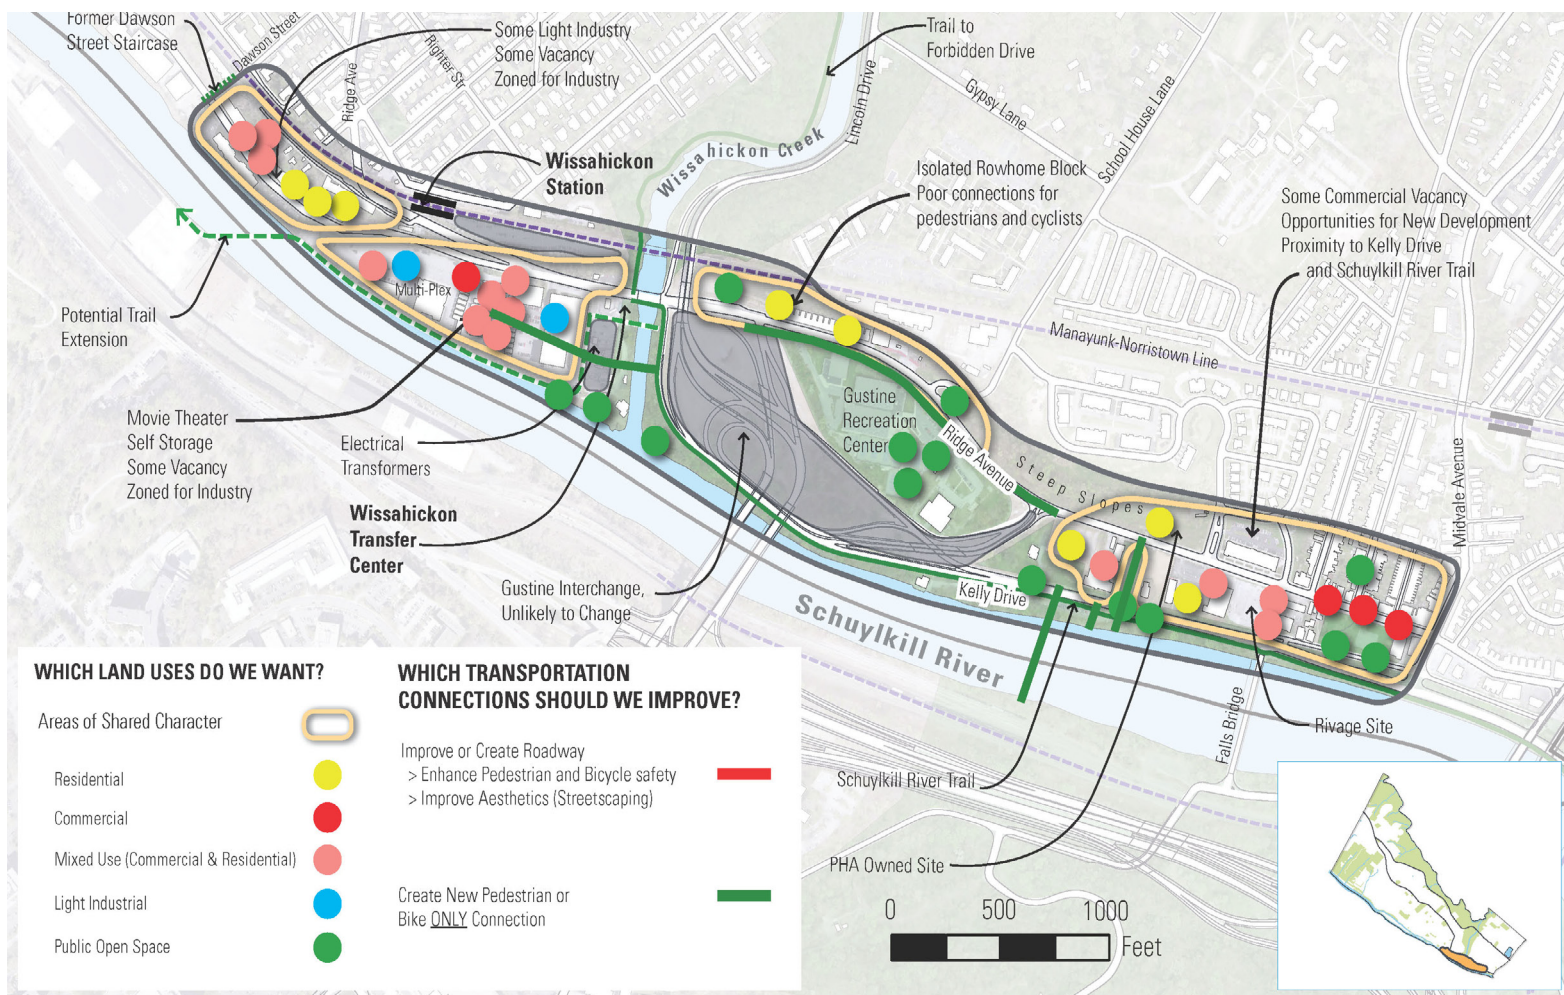 Former Dawson
Street Staircase
Dawson Street
Ridge Ave
Righter Str
Some Light Industry
Some Vacancy
Zoned for Industry
Trail to
Forbidden Drive
Lincoln Drive
Gypsy Lane
School House Lane
Wissahickon Creek
Wissahickon
Station
Isolated Rowhome Block
Poor connections for
pedestrians and cyclists
Some Commercial Vacancy
Opportunities for New Development
Proximity to Kelly Drive
and Schuylkill River Trail
Potential Trail
Extension
Multi-Plex
Manayunk-Norristown Line
Movie Theater
Self Storage
Some Vacancy
Zoned for Industry
Electrical
Transformers
Gustine
Recreation
Center
Ridge Avenue
Steep Slopes
Midvale Avenue
Wissahickon
Transfer
Center
Gustine Interchange,
Unlikely to Change
Kelly Drive
Schuylkill River
Falls Bridge
Rivage Site
Schuylkill River Trail
PHA Owned Site
WHICH LAND USES DO WE WANT?
Areas of Shared Character
Residential
Commercial
Mixed Use (Commercial & Residential)
Light Industrial
Public Open Space
WHICH TRANSPORTATION
CONNECTIONS SHOULD WE IMPROVE?
Improve or Create Roadway
> Enhance Pedestrian and Bicycle safety
> Improve Aesthetics (Streetscaping)
Create New Pedestrian or
Bike ONLY Connection
0 500 1000
Feet